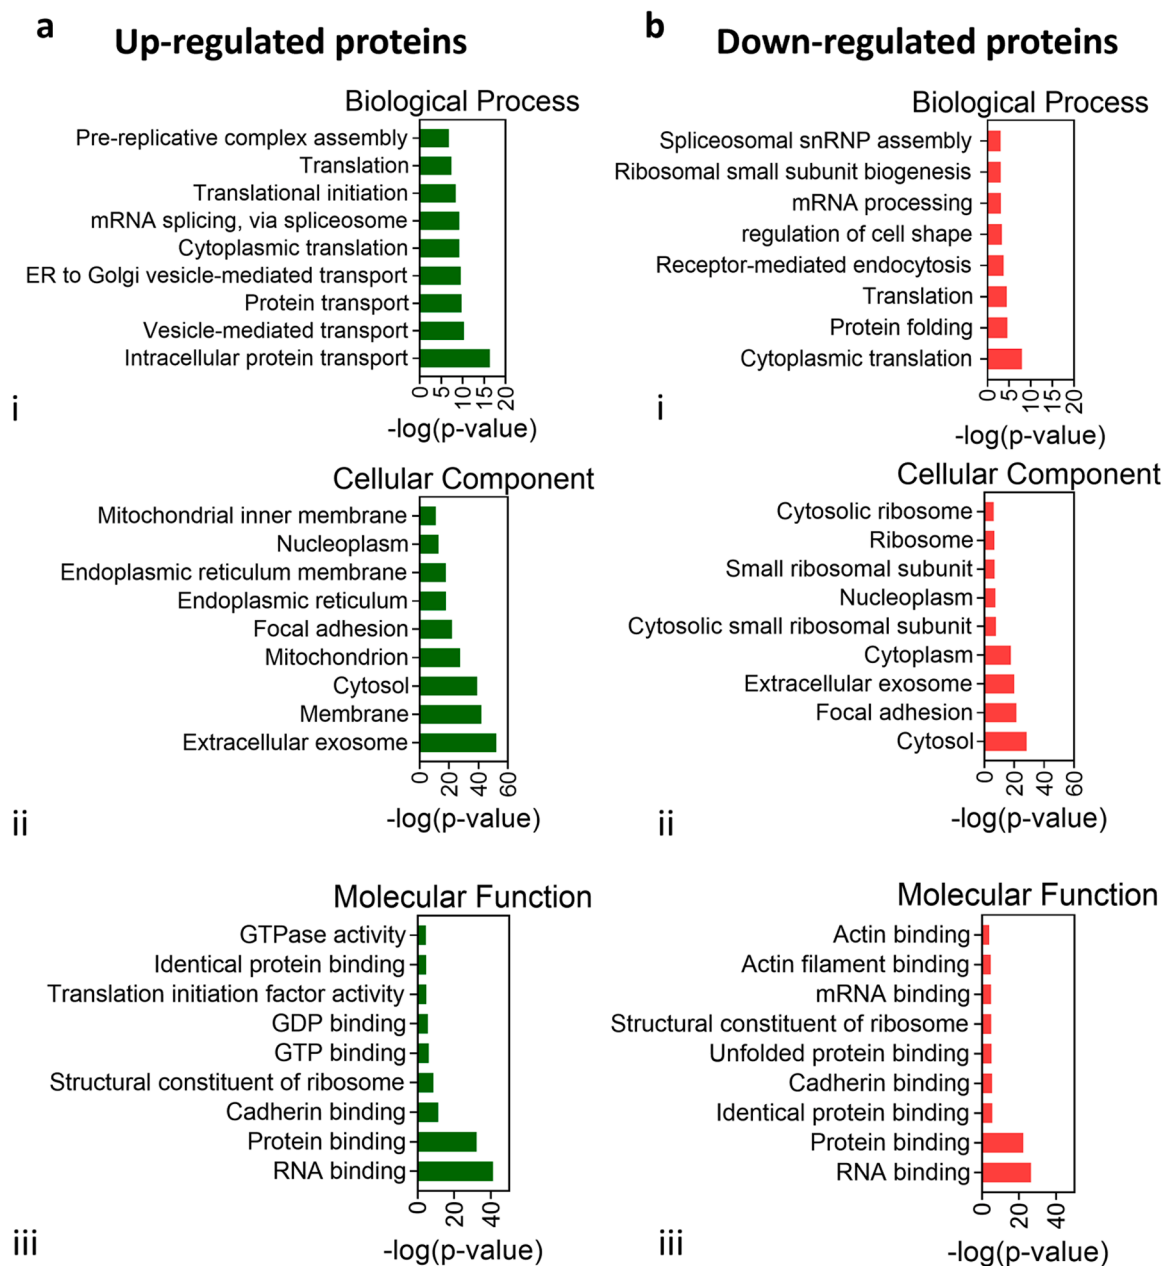 a
Up-regulated proteins
Biological Process
Pre-replicative complex assembly
Translation
Translational initiation
mRNA splicing, via spliceosome
Cytoplasmic translation
ER to Golgi vesicle-mediated transport
Protein transport
Vesicle-mediated transport
Intracellular protein transport
0 5 10 15 20
-log(p-value)
i
Cellular Component
Mitochondrial inner membrane
Nucleoplasm
Endoplasmic reticulum membrane
Endoplasmic reticulum
Focal adhesion
Mitochondrion
Cytosol
Membrane
Extracellular exosome
0 20 40 60
-log(p-value)
ii
Molecular Function
GTPase activity
Identical protein binding
Translation initiation factor activity
GDP binding
GTP binding
Structural constituent of ribosome
Cadherin binding
Protein binding
RNA binding
0 20 40
-log(p-value)
iii
b
Down-regulated proteins
Biological Process
Spliceosomal snRNP assembly
Ribosomal small subunit biogenesis
mRNA processing
regulation of cell shape
Receptor-mediated endocytosis
Translation
Protein folding
Cytoplasmic translation
0 5 10 15 20
-log(p-value)
i
Cellular Component
Cytosolic ribosome
Ribosome
Small ribosomal subunit
Nucleoplasm
Cytosolic small ribosomal subunit
Cytoplasm
Extracellular exosome
Focal adhesion
Cytosol
0 20 40 60
-log(p-value)
ii
Molecular Function
Actin binding
Actin filament binding
mRNA binding
Structural constituent of ribosome
Unfolded protein binding
Cadherin binding
Identical protein binding
Protein binding
RNA binding
0 20 40
-log(p-value)
iii